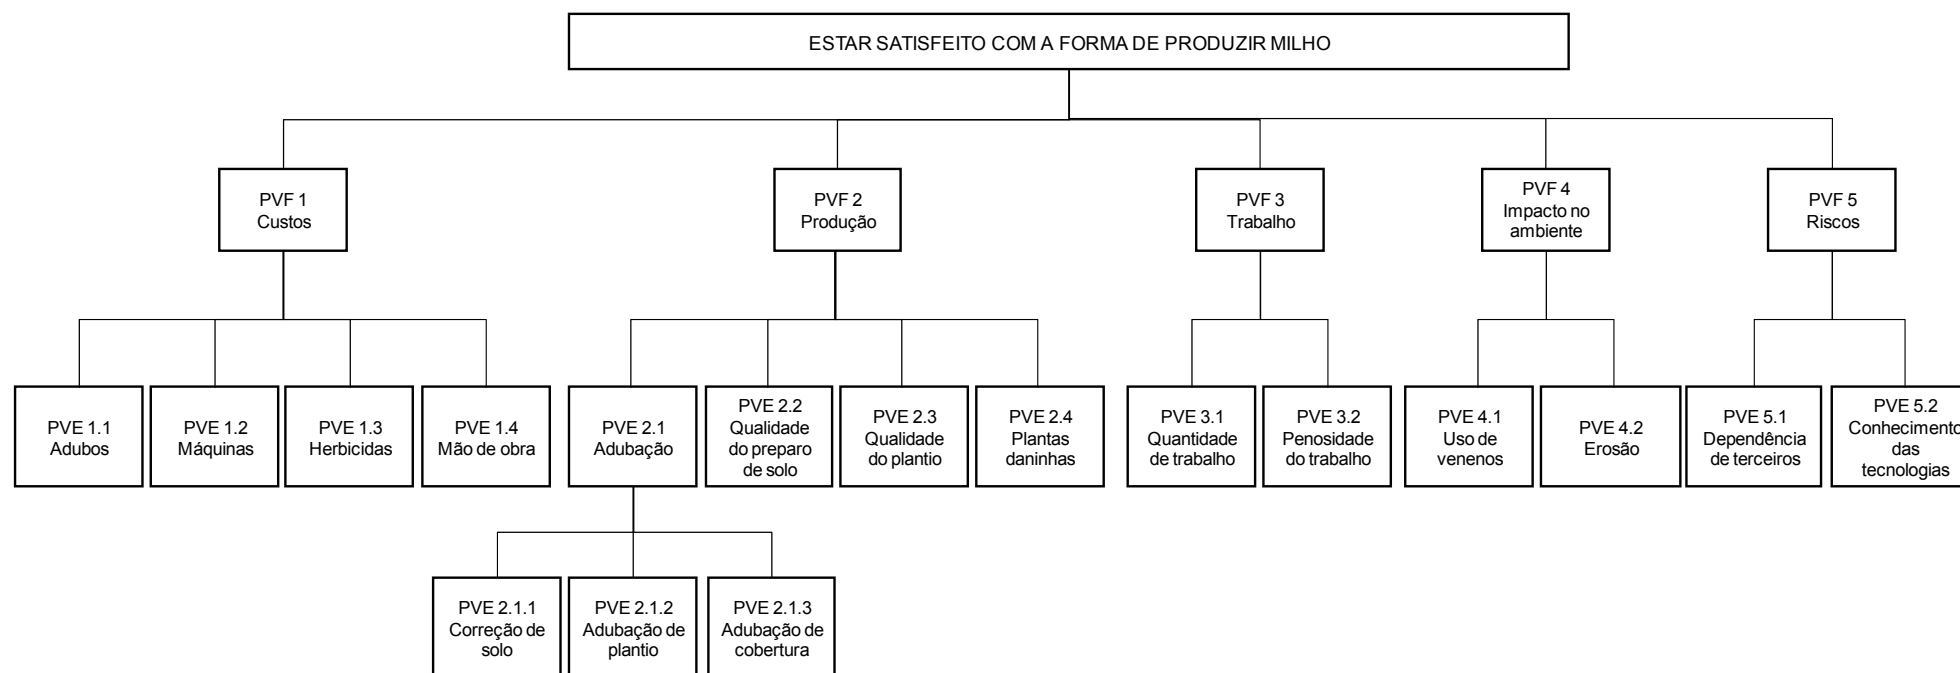 ESTAR SATISFEITO COM A FORMA DE PRODUZIR MILHO
PVF 1
Custos
PVF 2
Produção
PVF 3
Trabalho
PVF 4
Impacto no
ambiente
PVF 5
Riscos
PVE 1.1
Adubos
PVE 1.2
Máquinas
PVE 1.3
Herbicidas
PVE 1.4
Mão de obra
PVE 2.1
Adubação
PVE 2.2
Qualidade
do preparo
de solo
PVE 2.3
Qualidade
do plantio
PVE 2.4
Plantas
daninhas
PVE 3.1
Quantidade
de trabalho
PVE 3.2
Penosidade
do trabalho
PVE 4.1
Uso de
venenos
PVE 4.2
Erosão
PVE 5.1
Dependência
de terceiros
PVE 5.2
Conhecimento
das
tecnologias
PVE 2.1.1
Correção de
solo
PVE 2.1.2
Adubação de
plantio
PVE 2.1.3
Adubação de
cobertura